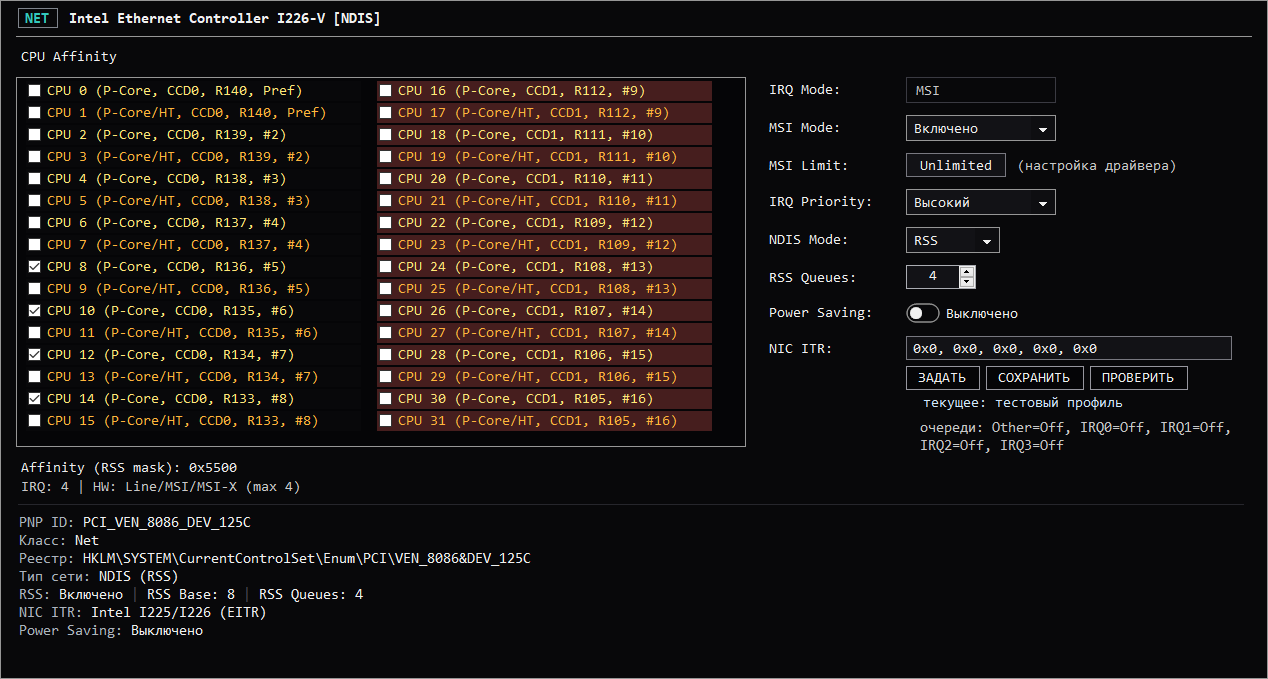 NET Intel Ethernet Controller I226-V [NDIS]
CPU Affinity
CPU 0 (P-Core, CCD0, R140, Pref)
CPU 1 (P-Core/HT, CCD0, R140, Pref)
CPU 2 (P-Core, CCD0, R139, #2)
CPU 3 (P-Core/HT, CCD0, R139, #2)
CPU 4 (P-Core, CCD0, R138, #3)
CPU 5 (P-Core/HT, CCD0, R138, #3)
CPU 6 (P-Core, CCD0, R137, #4)
CPU 7 (P-Core/HT, CCD0, R137, #4)
CPU 8 (P-Core, CCD0, R136, #5)
CPU 9 (P-Core/HT, CCD0, R136, #5)
CPU 10 (P-Core, CCD0, R135, #6)
CPU 11 (P-Core/HT, CCD0, R135, #6)
CPU 12 (P-Core, CCD0, R134, #7)
CPU 13 (P-Core/HT, CCD0, R134, #7)
CPU 14 (P-Core, CCD0, R133, #8)
CPU 15 (P-Core/HT, CCD0, R133, #8)
CPU 16 (P-Core, CCD1, R112, #9)
CPU 17 (P-Core/HT, CCD1, R112, #9)
CPU 18 (P-Core, CCD1, R111, #10)
CPU 19 (P-Core/HT, CCD1, R111, #10)
CPU 20 (P-Core, CCD1, R110, #11)
CPU 21 (P-Core/HT, CCD1, R110, #11)
CPU 22 (P-Core, CCD1, R109, #12)
CPU 23 (P-Core/HT, CCD1, R109, #12)
CPU 24 (P-Core, CCD1, R108, #13)
CPU 25 (P-Core/HT, CCD1, R108, #13)
CPU 26 (P-Core, CCD1, R107, #14)
CPU 27 (P-Core/HT, CCD1, R107, #14)
CPU 28 (P-Core, CCD1, R106, #15)
CPU 29 (P-Core/HT, CCD1, R106, #15)
CPU 30 (P-Core, CCD1, R105, #16)
CPU 31 (P-Core/HT, CCD1, R105, #16)
IRQ Mode: MSI
MSI Mode: Включено
MSI Limit: Unlimited (настройка драйвера)
IRQ Priority: Высокий
NDIS Mode: RSS
RSS Queues: 4
Power Saving: Выключено
NIC ITR: 0x0, 0x0, 0x0, 0x0, 0x0
ЗАДАТЬ СОХРАНИТЬ ПРОВЕРИТЬ
текущее: тестовый профиль
очереди: Other=Off, IRQ0=Off, IRQ1=Off,
IRQ2=Off, IRQ3=Off
Affinity (RSS mask): 0x5500
IRQ: 4 | HW: Line/MSI/MSI-X (max 4)
PNP ID: PCI_VEN_8086_DEV_125C
Класс: Net
Реестр: HKLM\SYSTEM\CurrentControlSet\Enum\PCI\VEN_8086&DEV_125C
Тип сети: NDIS (RSS)
RSS: Включено | RSS Base: 8 | RSS Queues: 4
NIC ITR: Intel I225/I226 (EITR)
Power Saving: Выключено